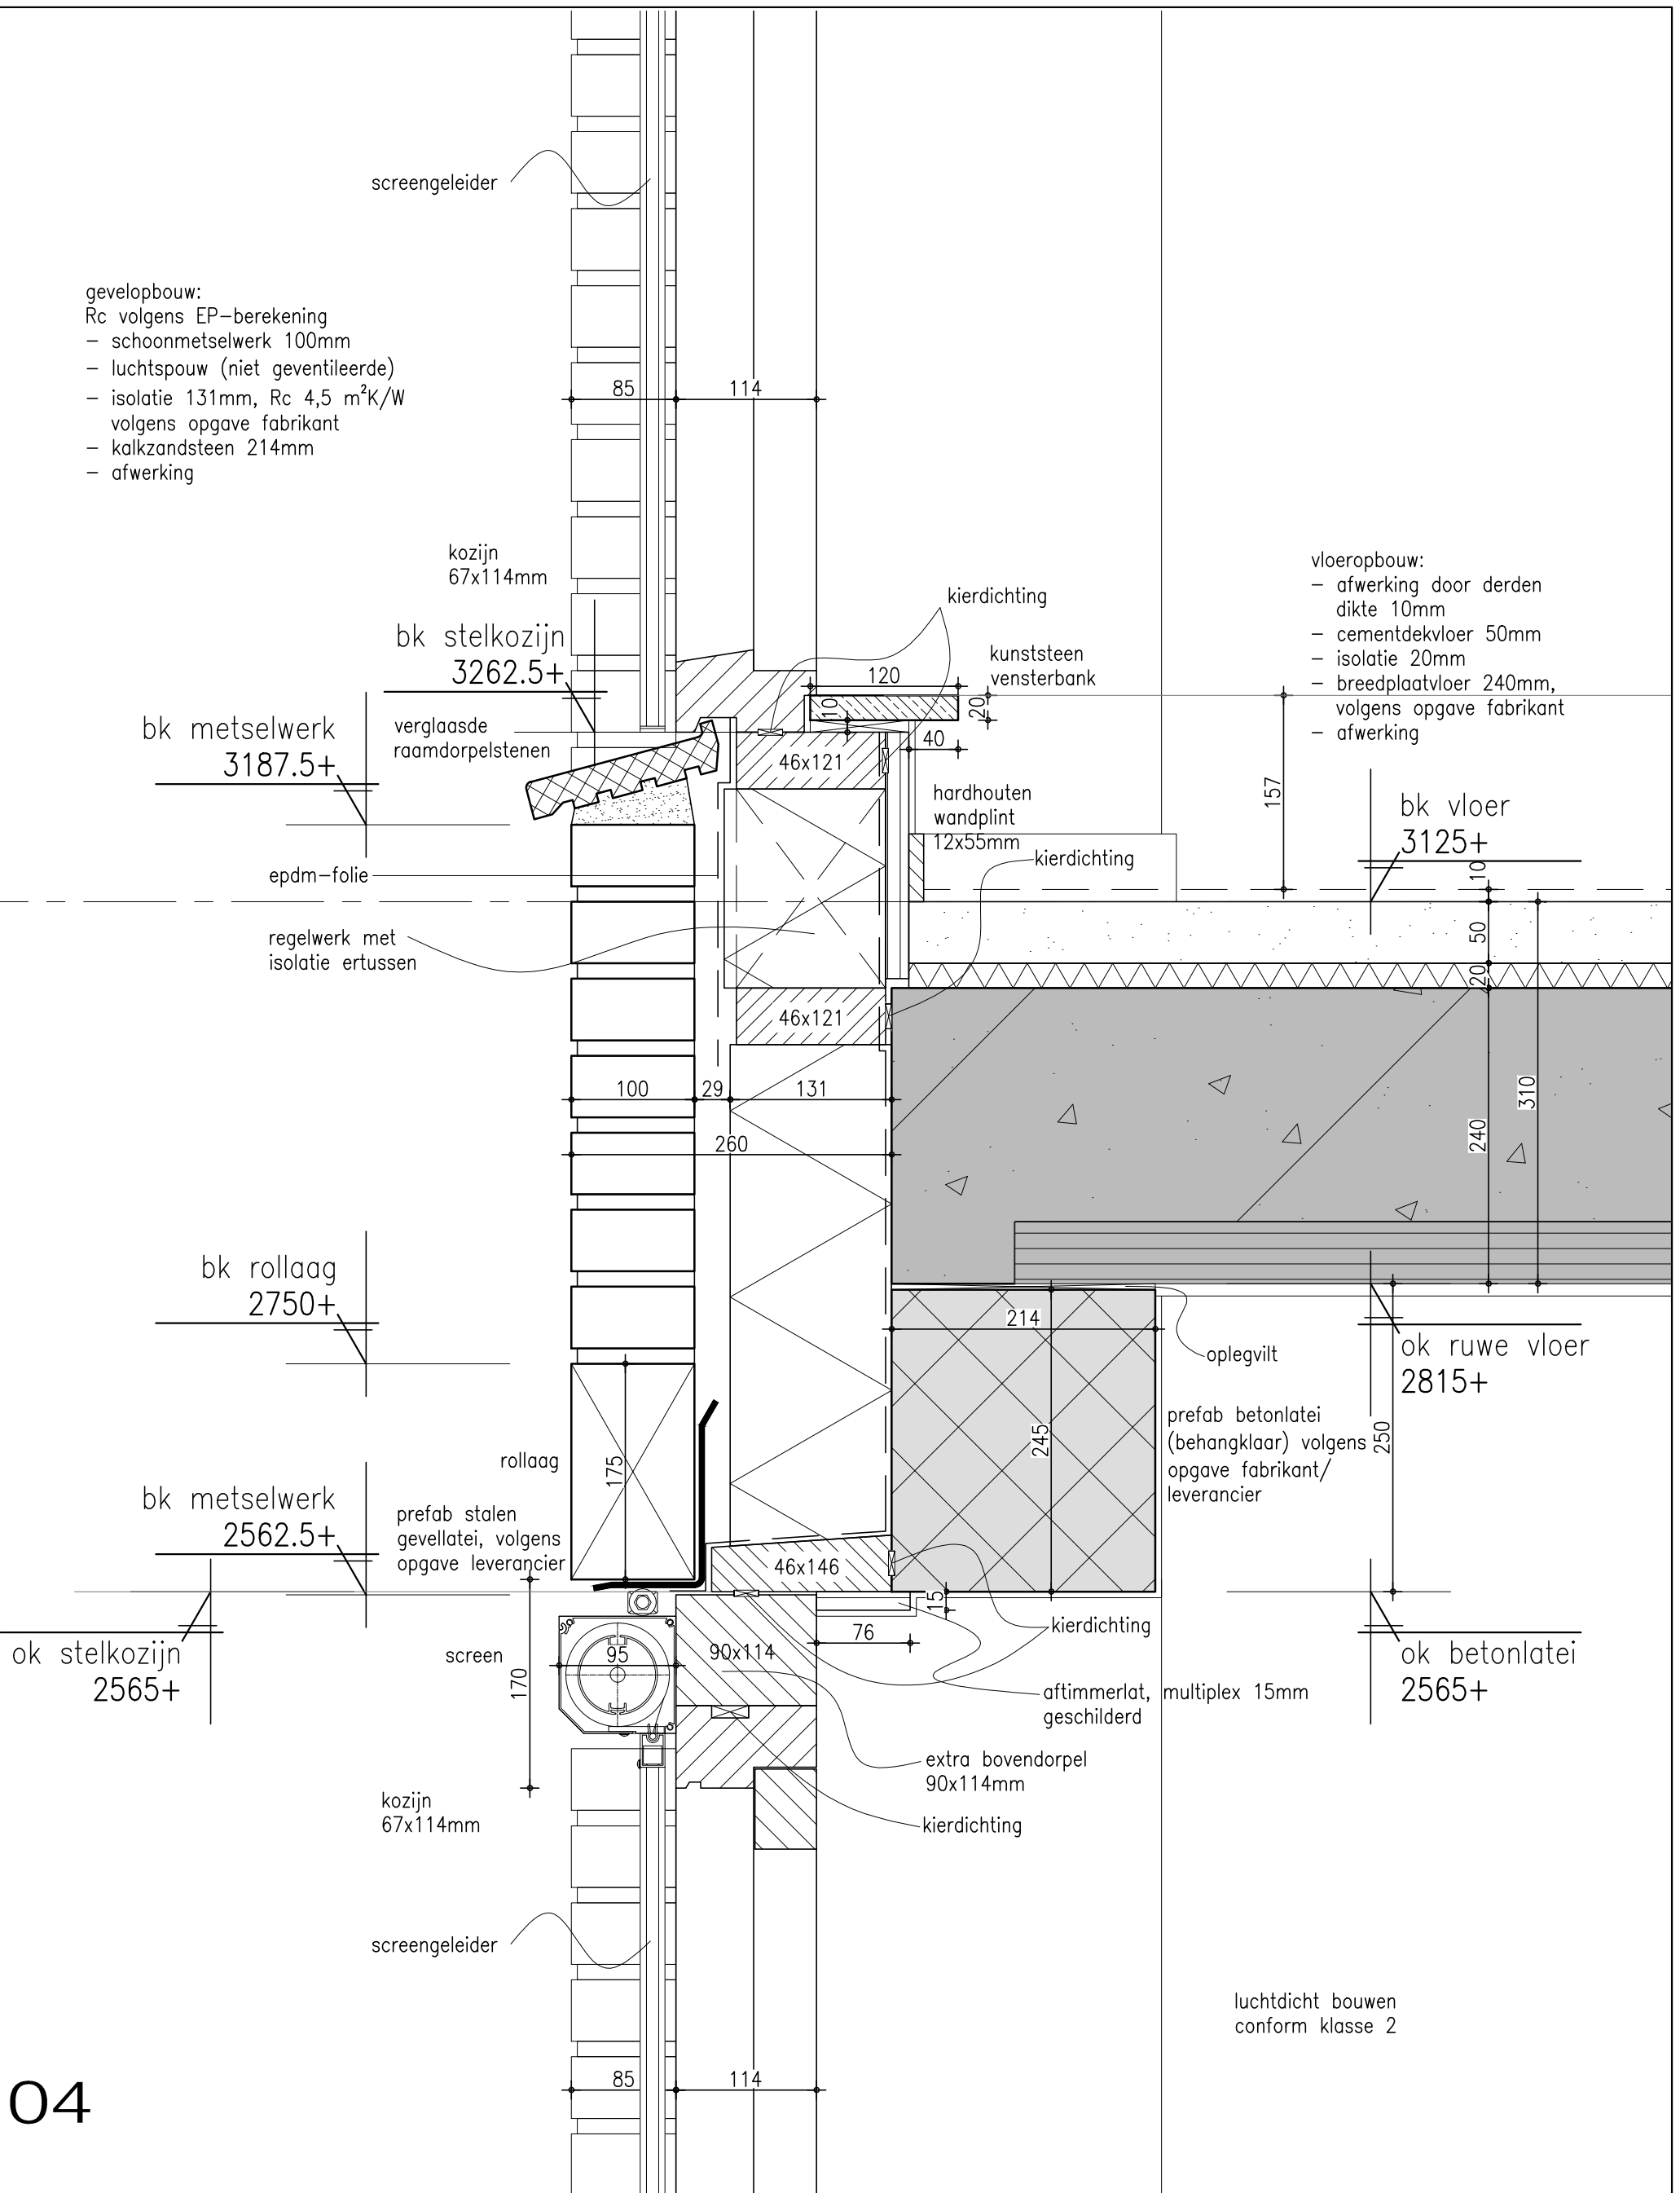 screengeleider
gevelopbouw:
Rc volgens EP-berekening
- schoonmetselwerk 100mm
- luchtspouw (niet geventileerde)
- isolatie 131mm, Rc 4,5 m²K/W
volgens opgave fabrikant
- kalkzandsteen 214mm
- afwerking
85
114
kozijn
67x114mm
bk stelkozijn
3262.5+
bk metselwerk
3187.5+
verglaasde
raamdorpelstenen
kierdichting
kunststeen
vensterbank
120
10
20
40
46x121
hardhouten
wandplint
12x55mm
kierdichting
vloeropbouw:
- afwerking door derden
dikte 10mm
- cementdekvloer 50mm
- isolatie 20mm
- breedplaatvloer 240mm,
volgens opgave fabrikant
- afwerking
157
bk vloer
3125+
10
50
20
240
310
epdm-folie
regelwerk met
isolatie ertussen
46x121
100
29
131
260
bk rollaag
2750+
214
oplegvilt
ok ruwe vloer
2815+
245
250
prefab betonlatei
(behangklaar) volgens
opgave fabrikant/
leverancier
rollaag
175
bk metselwerk
2562.5+
prefab stalen
gevellatei, volgens
opgave leverancier
46x146
15
76
kierdichting
ok stelkozijn
2565+
screen
95
90x114
170
ok betonlatei
2565+
aftimmerlat, multiplex 15mm
geschilderd
extra bovendorpel
90x114mm
kierdichting
kozijn
67x114mm
screengeleider
luchtdicht bouwen
conform klasse 2
85
114
04